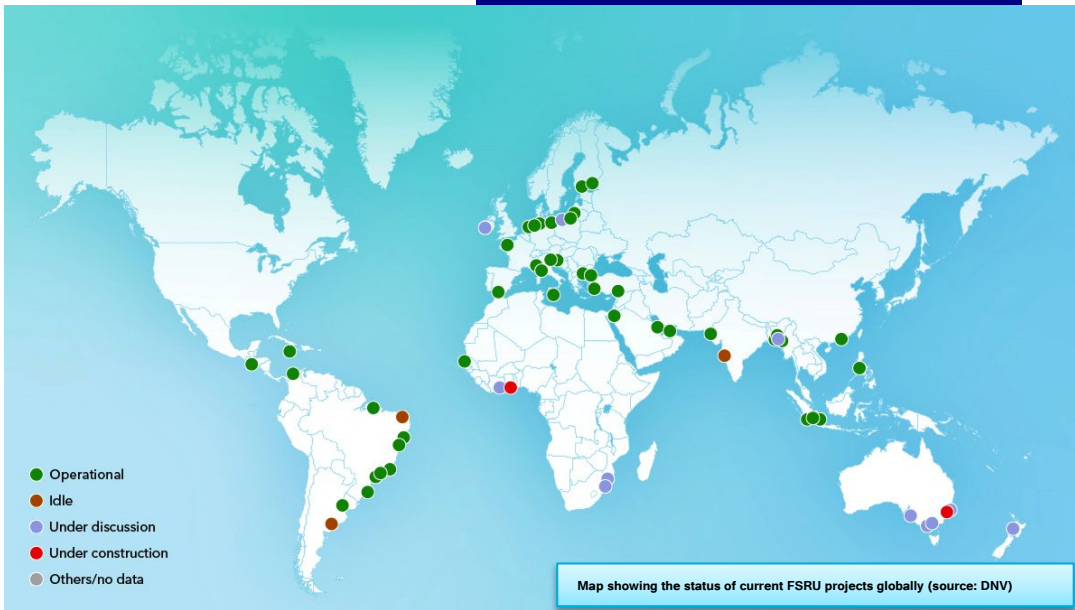 Operational
Idle
Under discussion
Under construction
Others/no data
Map showing the status of current FSRU projects globally (source: DNV)